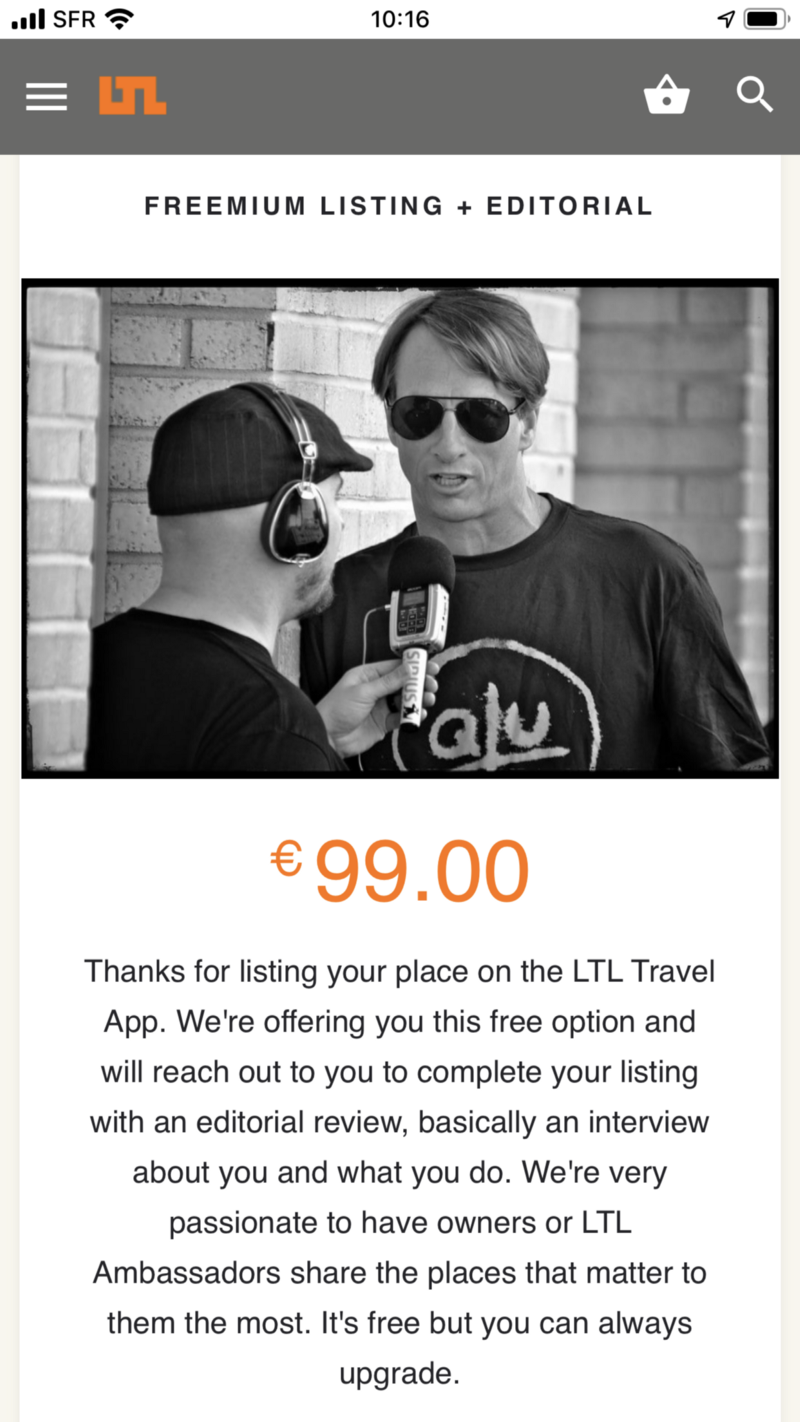 SFR
10:16
LTL
FREEMIUM LISTING + EDITORIAL
SIRIUS
alu
€99.00
Thanks for listing your place on the LTL Travel
App. We're offering you this free option and
will reach out to you to complete your listing
with an editorial review, basically an interview
about you and what you do. We're very
passionate to have owners or LTL
Ambassadors share the places that matter to
them the most. It's free but you can always
upgrade.